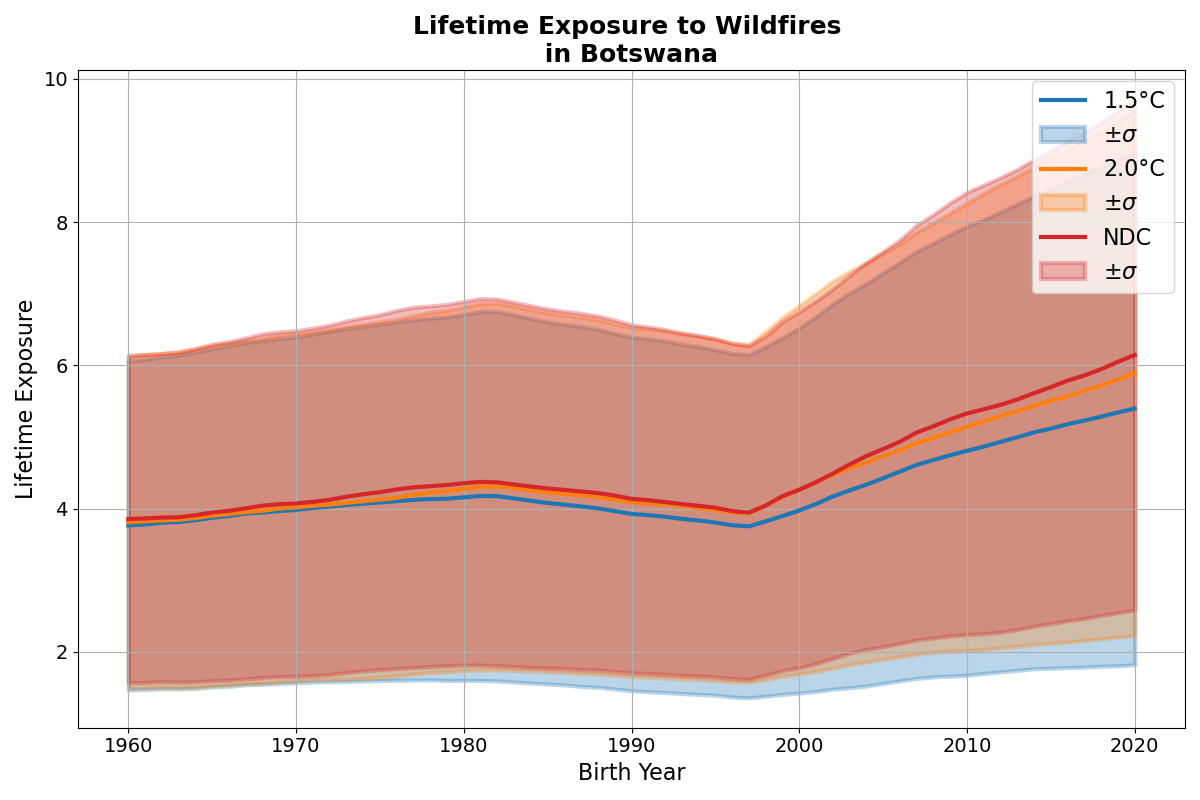 Lifetime Exposure to Wildfires
in Botswana
10
8
6
4
2
Lifetime Exposure
1.5°C
±σ
2.0°C
±σ
NDC
±σ
1960
1970
1980
1990
2000
2010
2020
Birth Year